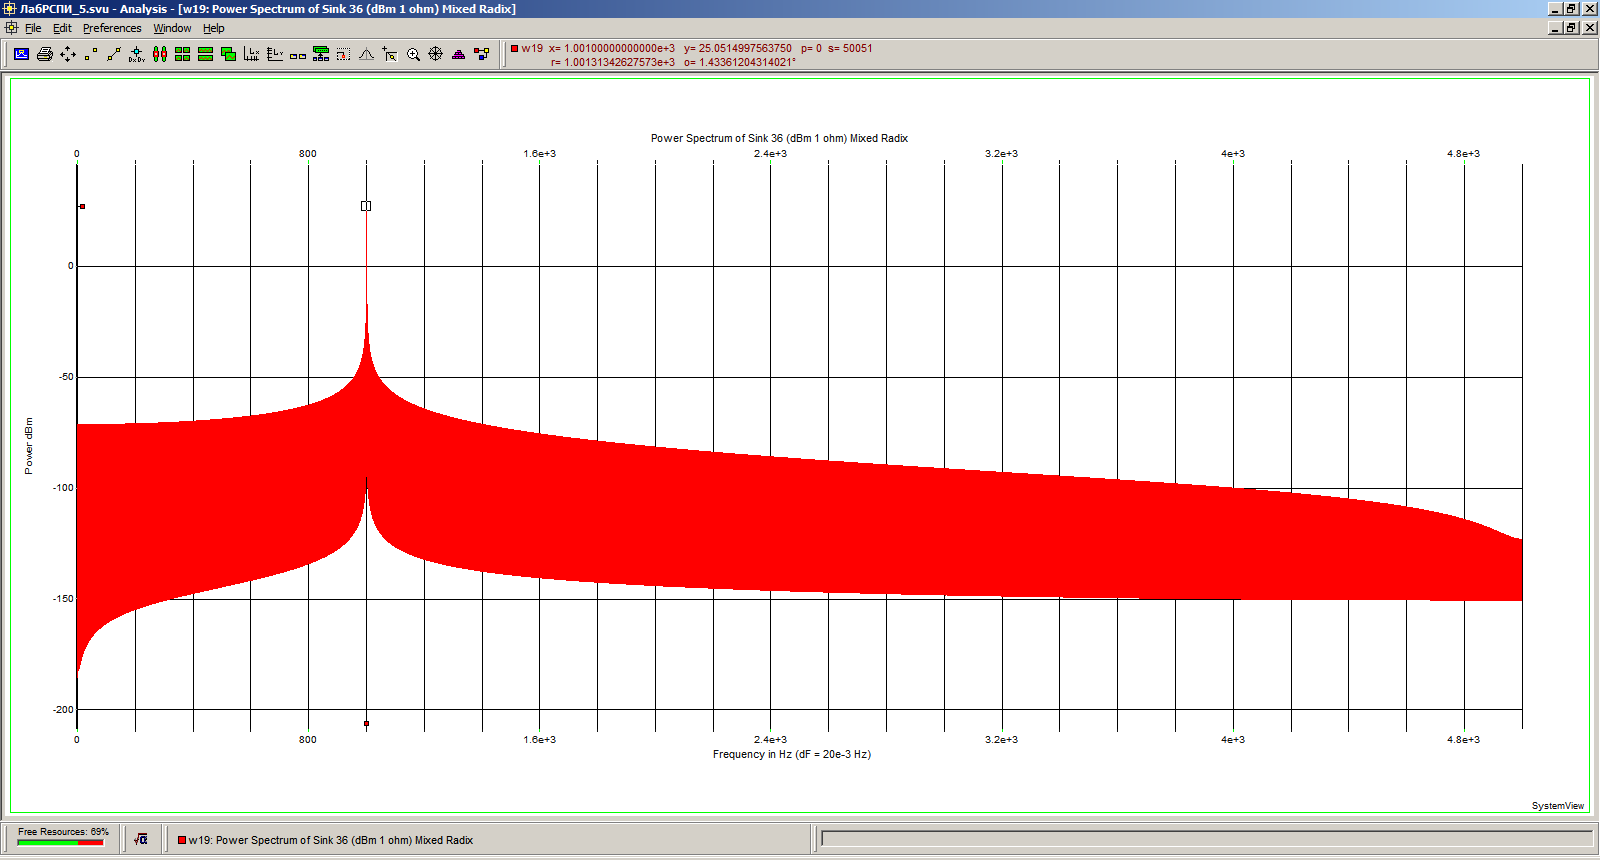 ЛабРСПИ_5.svu - Analysis - [w19: Power Spectrum of Sink 36 (dBm 1 ohm) Mixed Radix]
File Edit Preferences Window Help
w19 x= 1.00100000000000e+3 y= 25.0514997563750 p= 0 s= 50051
r= 1.00131342627573e+3 o= 1.43361204314021°
Power Spectrum of Sink 36 (dBm 1 ohm) Mixed Radix
0 800 1.6e+3 2.4e+3 3.2e+3 4e+3 4.8e+3
0
-50
Power dBm
-100
-150
-200
0 800 1.6e+3 2.4e+3 3.2e+3 4e+3 4.8e+3
Frequency in Hz (dF = 20e-3 Hz)
SystemView
Free Resources: 69%
√α
w19: Power Spectrum of Sink 36 (dBm 1 ohm) Mixed Radix